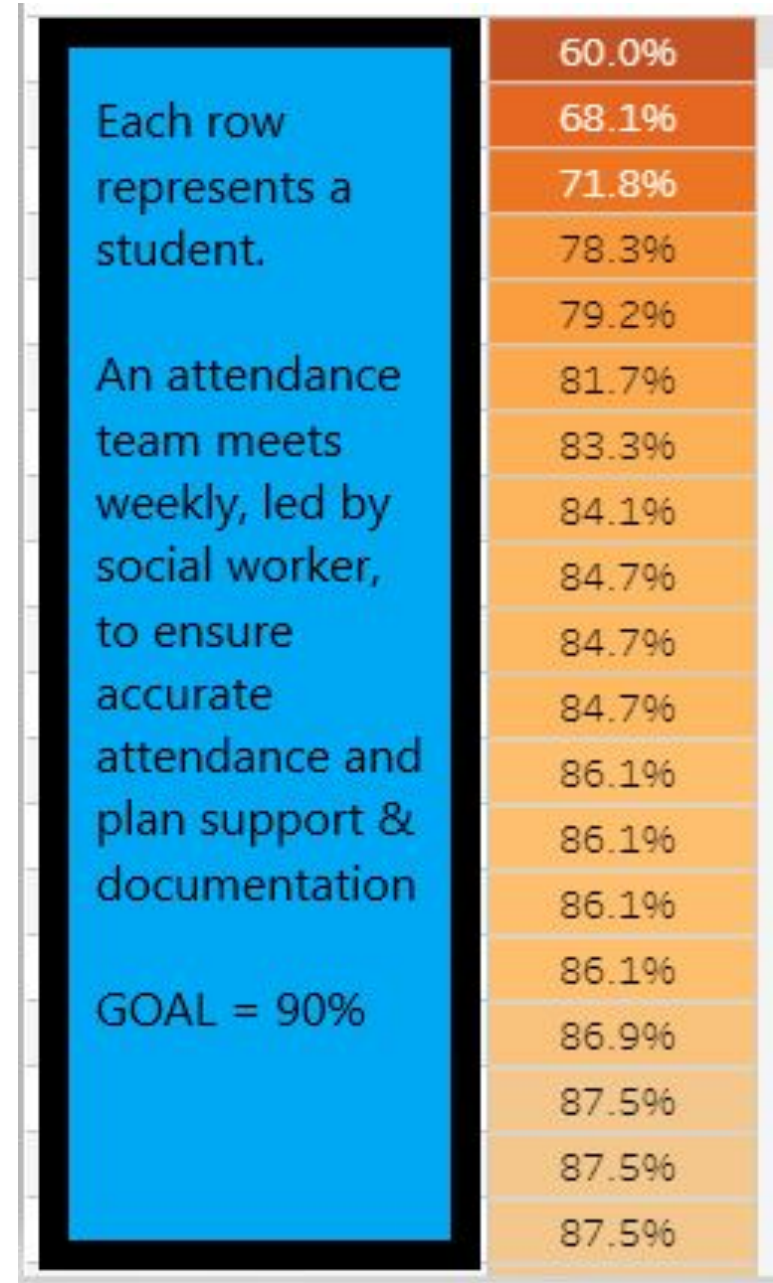 Each row
represents a
student.
An attendance
team meets
weekly, led by
social worker,
to ensure
accurate
attendance and
plan support &
documentation
GOAL = 90%
60.0%
68.1%
71.8%
78.3%
79.2%
81.7%
83.3%
84.1%
84.7%
84.7%
84.7%
86.1%
86.1%
86.1%
86.1%
86.9%
87.5%
87.5%
87.5%